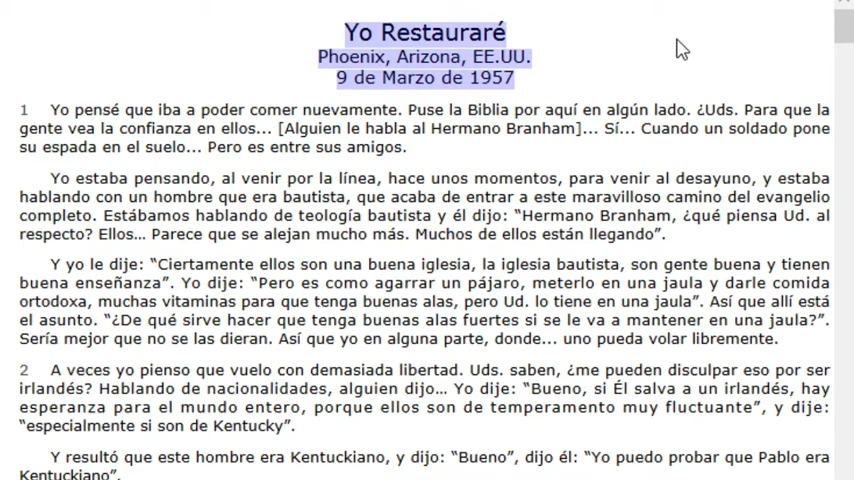 Yo Restauraré
Phoenix, Arizona, EE.UU.
9 de Marzo de 1957
1 Yo pensé que iba a poder comer nuevamente. Puse la Biblia por aquí en algún lado. ¿Uds. Para que la
gente vea la confianza en ellos... [Alguien le habla al Hermano Branham]... Sí... Cuando un soldado pone
su espada en el suelo... Pero es entre sus amigos.
Yo estaba pensando, al venir por la línea, hace unos momentos, para venir al desayuno, y estaba
hablando con un hombre que era bautista, que acaba de entrar a este maravilloso camino del evangelio
completo. Estábamos hablando de teología bautista y él dijo: “Hermano Branham, ¿qué piensa Ud. al
respecto? Ellos... Parece que se alejan mucho más. Muchos de ellos están llegando”.
Y yo le dije: “Ciertamente ellos son una buena iglesia, la iglesia bautista, son gente buena y tienen
buena enseñanza”. Yo dije: “Pero es como agarrar un pájaro, meterlo en una jaula y darle comida
ortodoxa, muchas vitaminas para que tenga buenas alas, pero Ud. lo tiene en una jaula”. Así que allí está
el asunto. “¿De qué sirve hacer que tenga buenas alas fuertes si se le va a mantener en una jaula?”.
Sería mejor que no se las dieran. Así que yo en alguna parte, donde... uno pueda volar libremente.
2 A veces yo pienso que vuelo con demasiada libertad. Uds. saben, ¿me pueden disculpar eso por ser
irlandés? Hablando de nacionalidades, alguien dijo... Yo dije: “Bueno, si Él salva a un irlandés, hay
esperanza para el mundo entero, porque ellos son de temperamento muy fluctuante”, y dije:
“especialmente si son de Kentucky”.
Y resultó que este hombre era Kentuckiano, y dijo: “Bueno”, dijo él: “Yo puedo probar que Pablo era
Kentuckiano”.